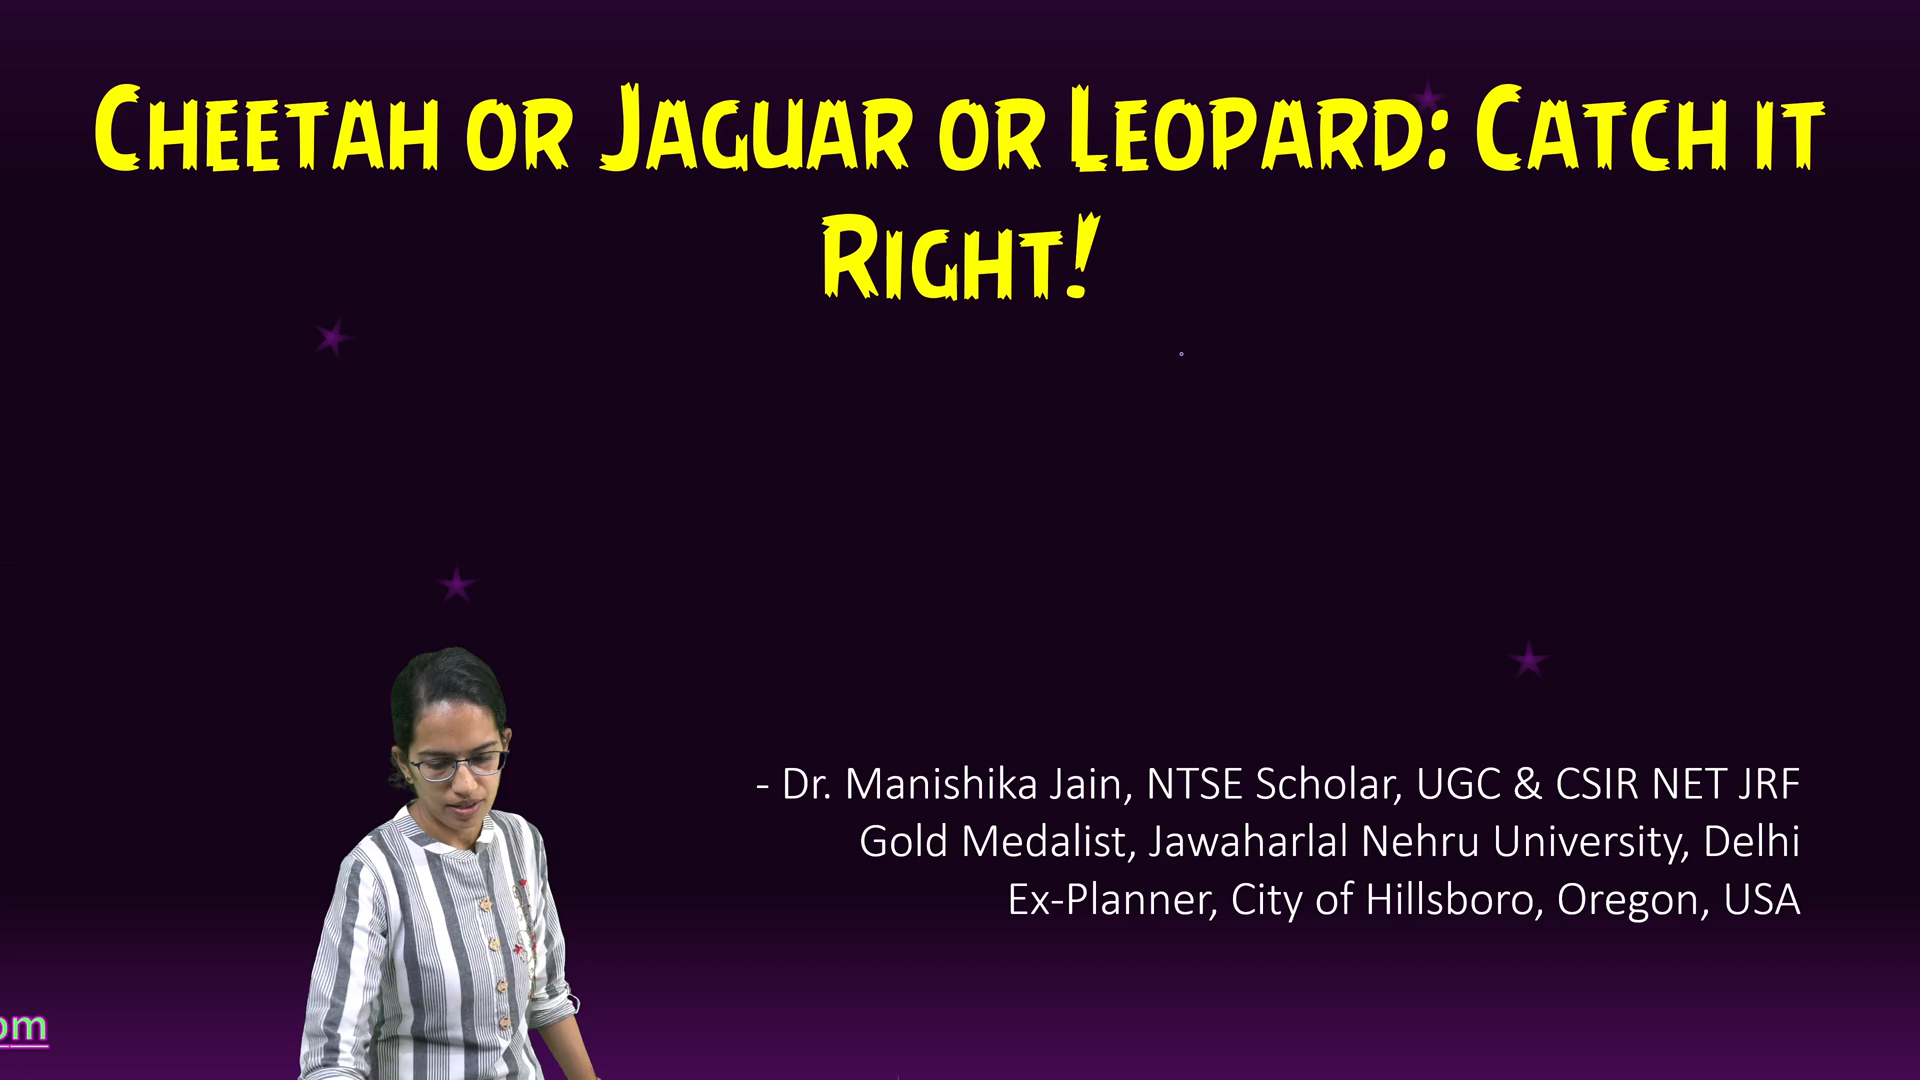 Cheetah or Jaguar or Leopard: Catch it
Right!
- Dr. Manishika Jain, NTSE Scholar, UGC & CSIR NET JRF
Gold Medalist, Jawaharlal Nehru University, Delhi
Ex-Planner, City of Hillsboro, Oregon, USA
om